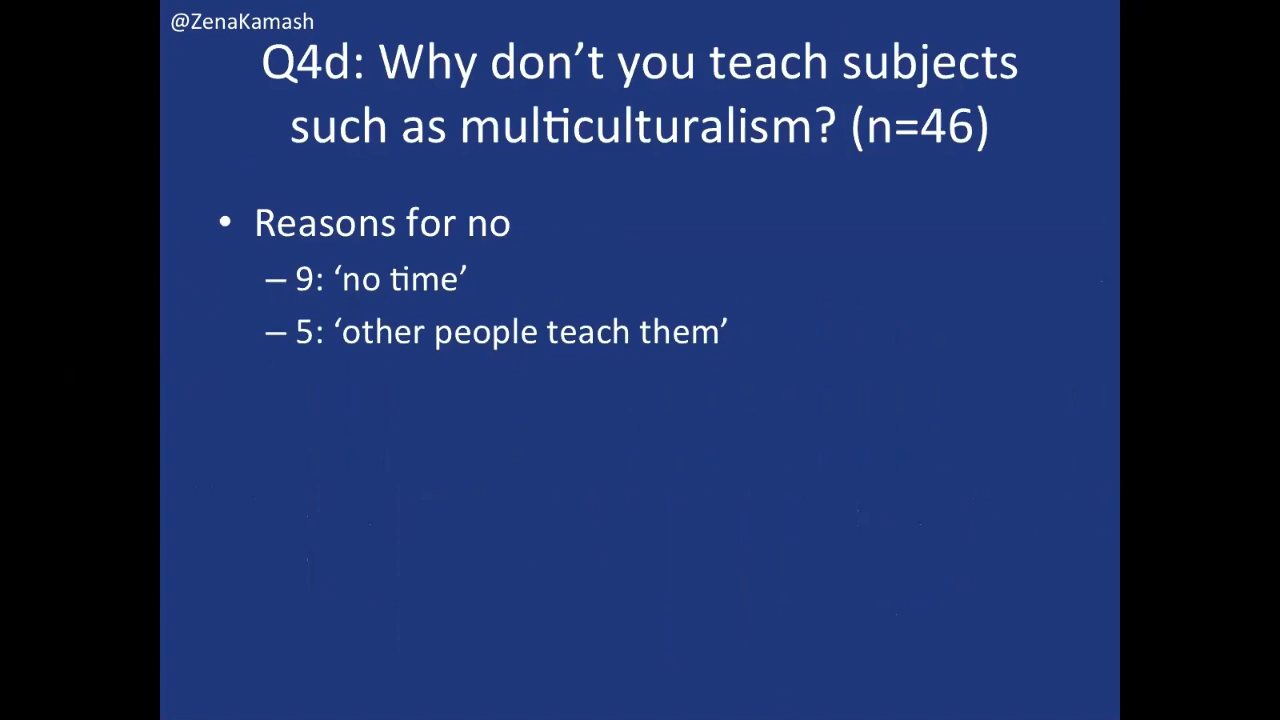 @ZenaKamash
Q4d: Why don’t you teach subjects
such as multiculturalism? (n=46)
• Reasons for no
– 9: ‘no time’
– 5: ‘other people teach them’